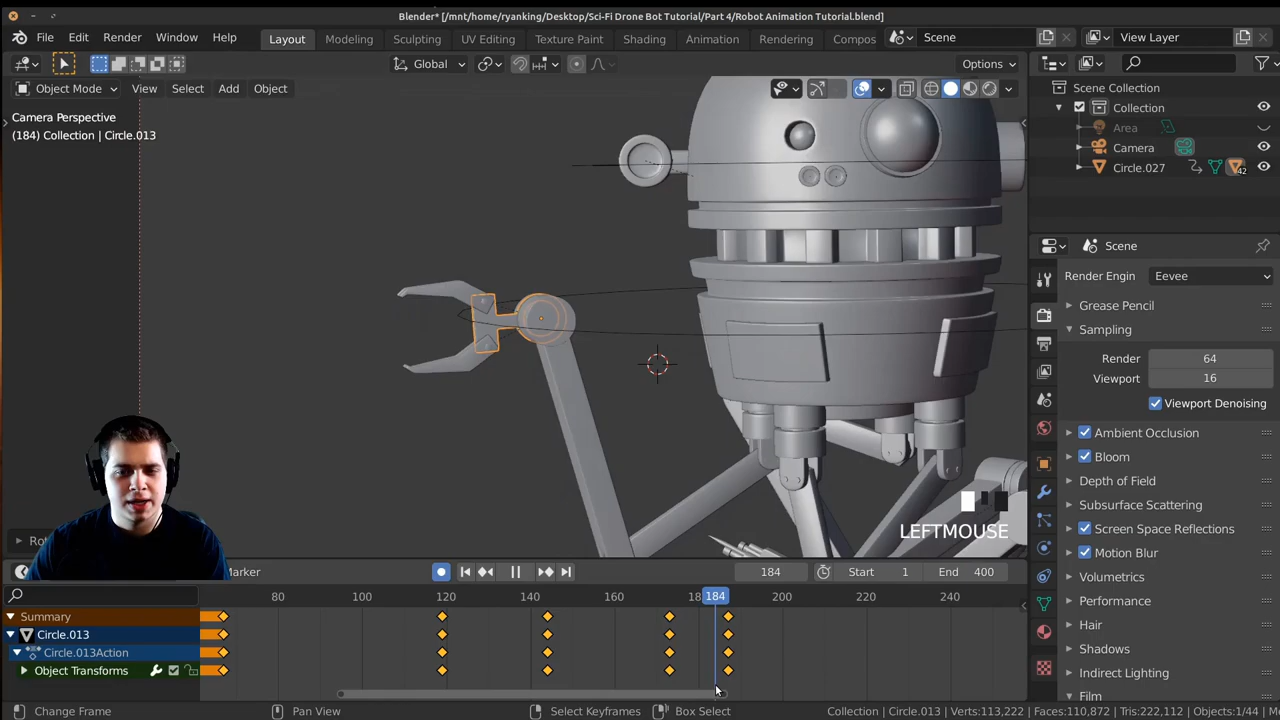 Blender* [/mnt/home/ryanking/Desktop/Sci-Fi Drone Bot Tutorial/Part 4/Robot Animation Tutorial.blend]
File Edit Render Window Help Layout Modeling Sculpting UV Editing Texture Paint Shading Animation Rendering Compos Scene View Layer
Global Options
Object Mode View Select Add Object
Scene Collection
Camera Perspective
Collection
(184) Collection | Circle.013
Area
Camera
Circle.027
42
Scene
Render Engin Eevee
Grease Pencil
Sampling
Render 64
Viewport 16
Viewport Denoising
Ambient Occlusion
Bloom
Depth of Field
Subsurface Scattering
Screen Space Reflections
Motion Blur
Volumetrics
Performance
Hair
Shadows
Indirect Lighting
Film
LEFTMOUSE
Marker 184 Start 1 End 400
80 100 120 140 160 184 200 220 240
Summary
Circle.013
Circle.013Action
Object Transforms
Change Frame Pan View Select Keyframes Box Select Collection | Circle.013 | Verts:113,222 | Faces:110,872 | Tris:222,112 | Objects:1/44 | M